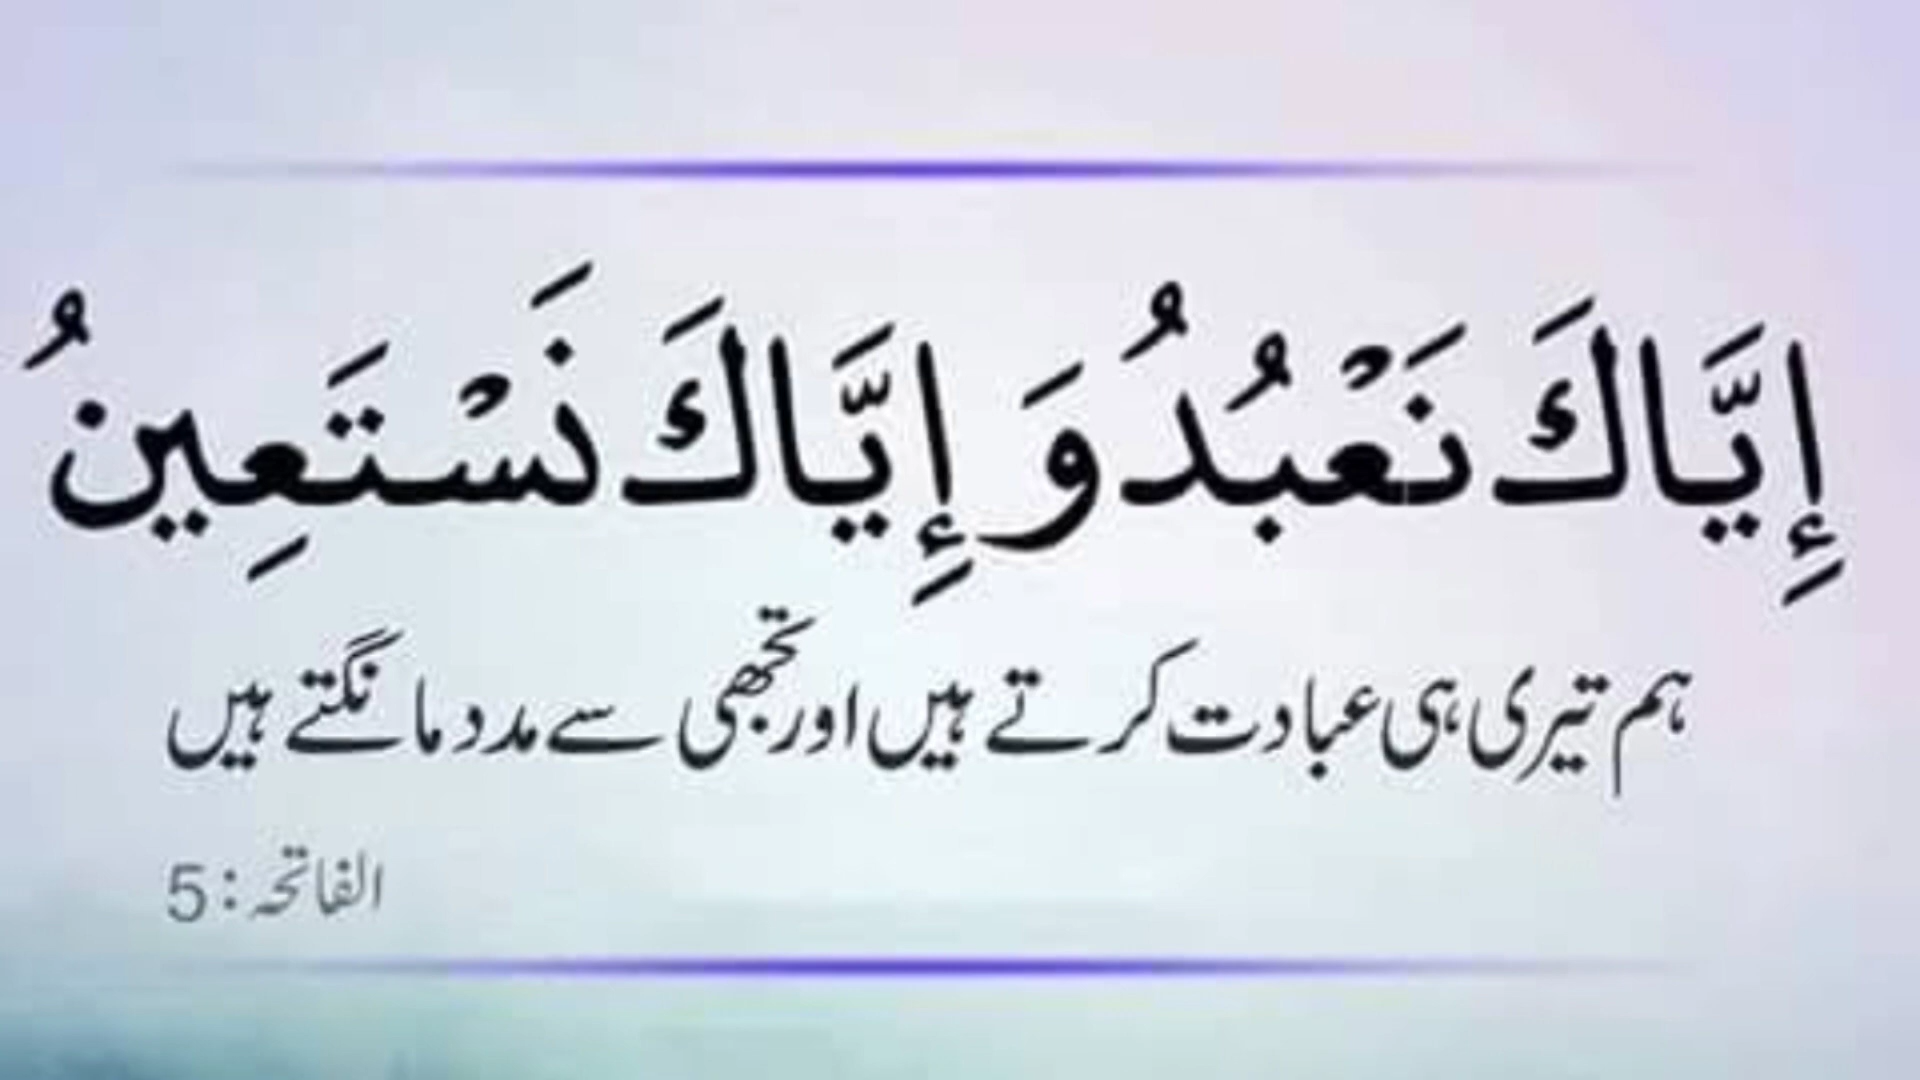 إِيَّاكَ نَعْبُدُ وَ إِيَّاكَ نَسْتَعِينُ
ہم تیری ہی عبادت کرتے ہیں اور تجھی سے مدد مانگتے ہیں
الفاتحہ: 5